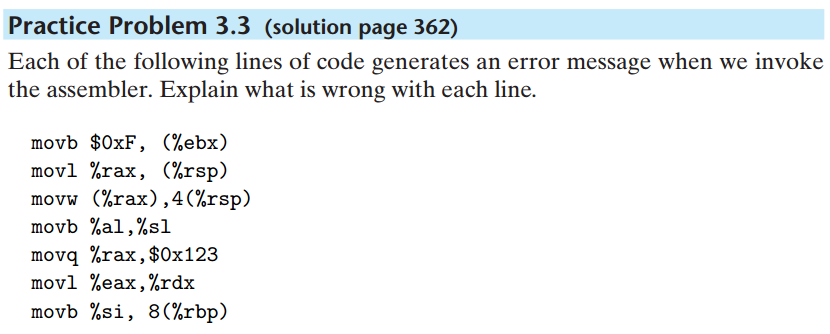 Practice Problem 3.3 (solution page 362)
Each of the following lines of code generates an error message when we invoke
the assembler. Explain what is wrong with each line.
movb $0xF, (%ebx)
movl %rax, (%rsp)
movw (%rax),4(%rsp)
movb %al,%sl
movq %rax,$0x123
movl %eax,%rdx
movb %si, 8(%rbp)